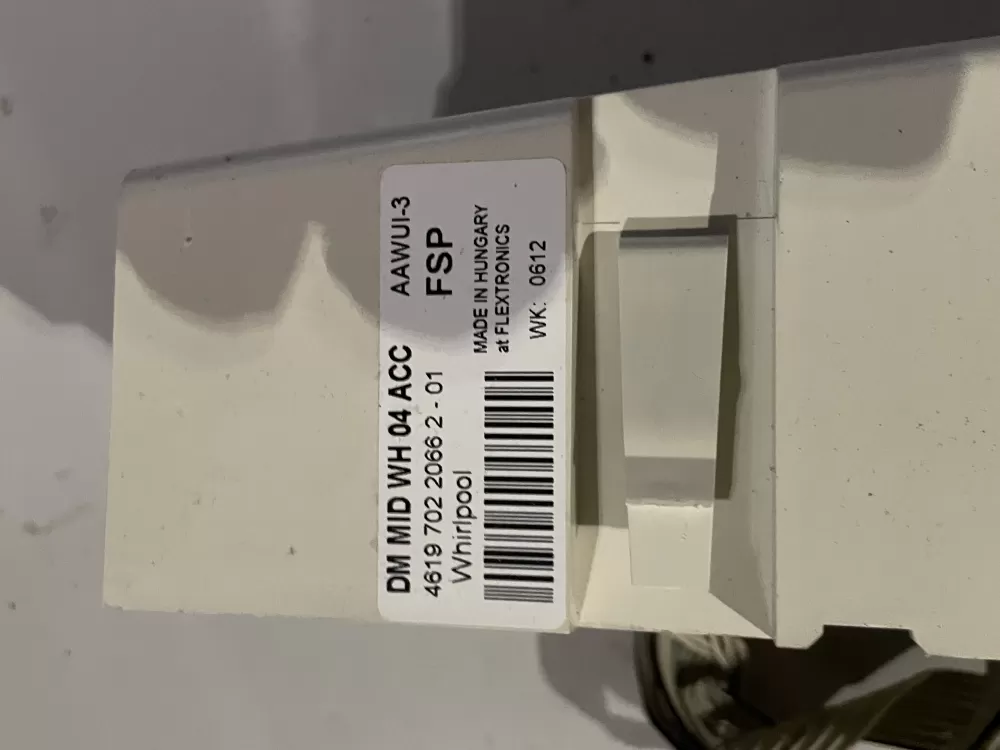 DM MID WH 04 ACC AAWUI-3
4619 702 2066 2 - 01 FSP
Whirlpool
MADE IN HUNGARY
at FLEXTRONICS
WK: 0612